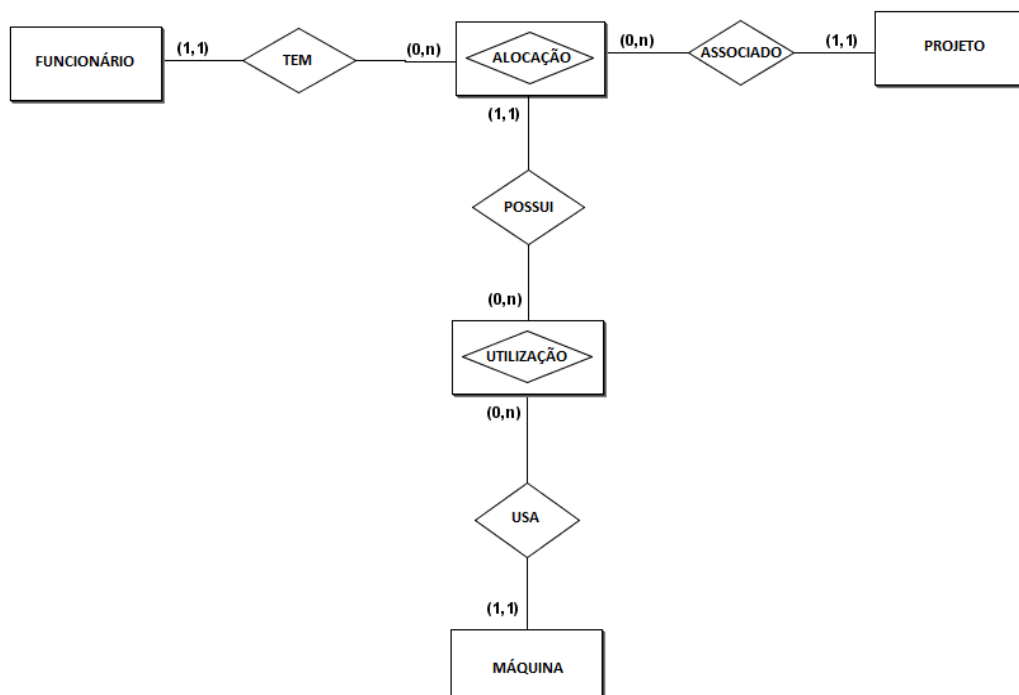 FUNCIONÁRIO (1,1) TEM (0,n) ALOCAÇÃO (0,n) ASSOCIADO (1,1) PROJETO
(1,1)
POSSUI
(0,n)
UTILIZAÇÃO
(0,n)
USA
(1,1)
MÁQUINA